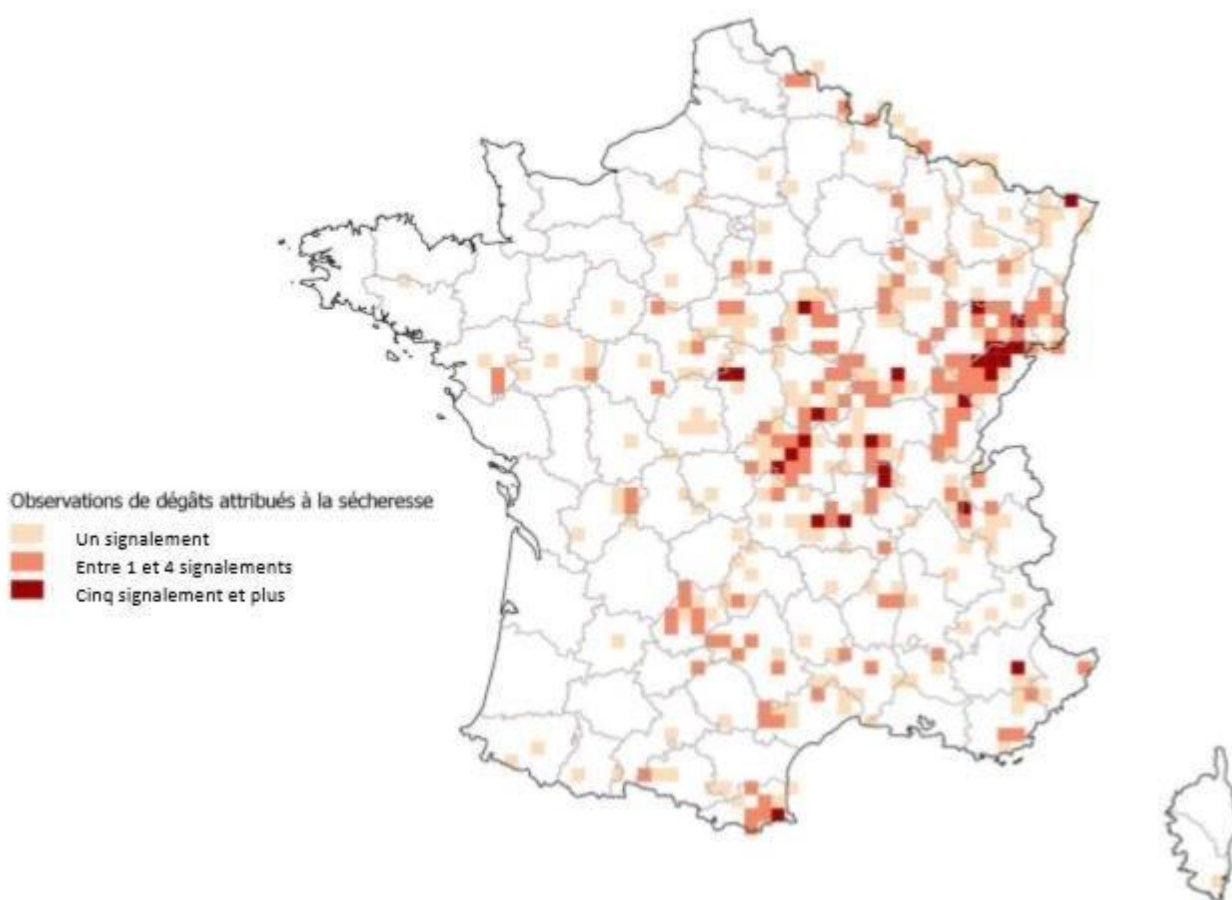 Observations de dégâts attribués à la sécheresse
Un signalement
Entre 1 et 4 signalements
Cinq signalement et plus